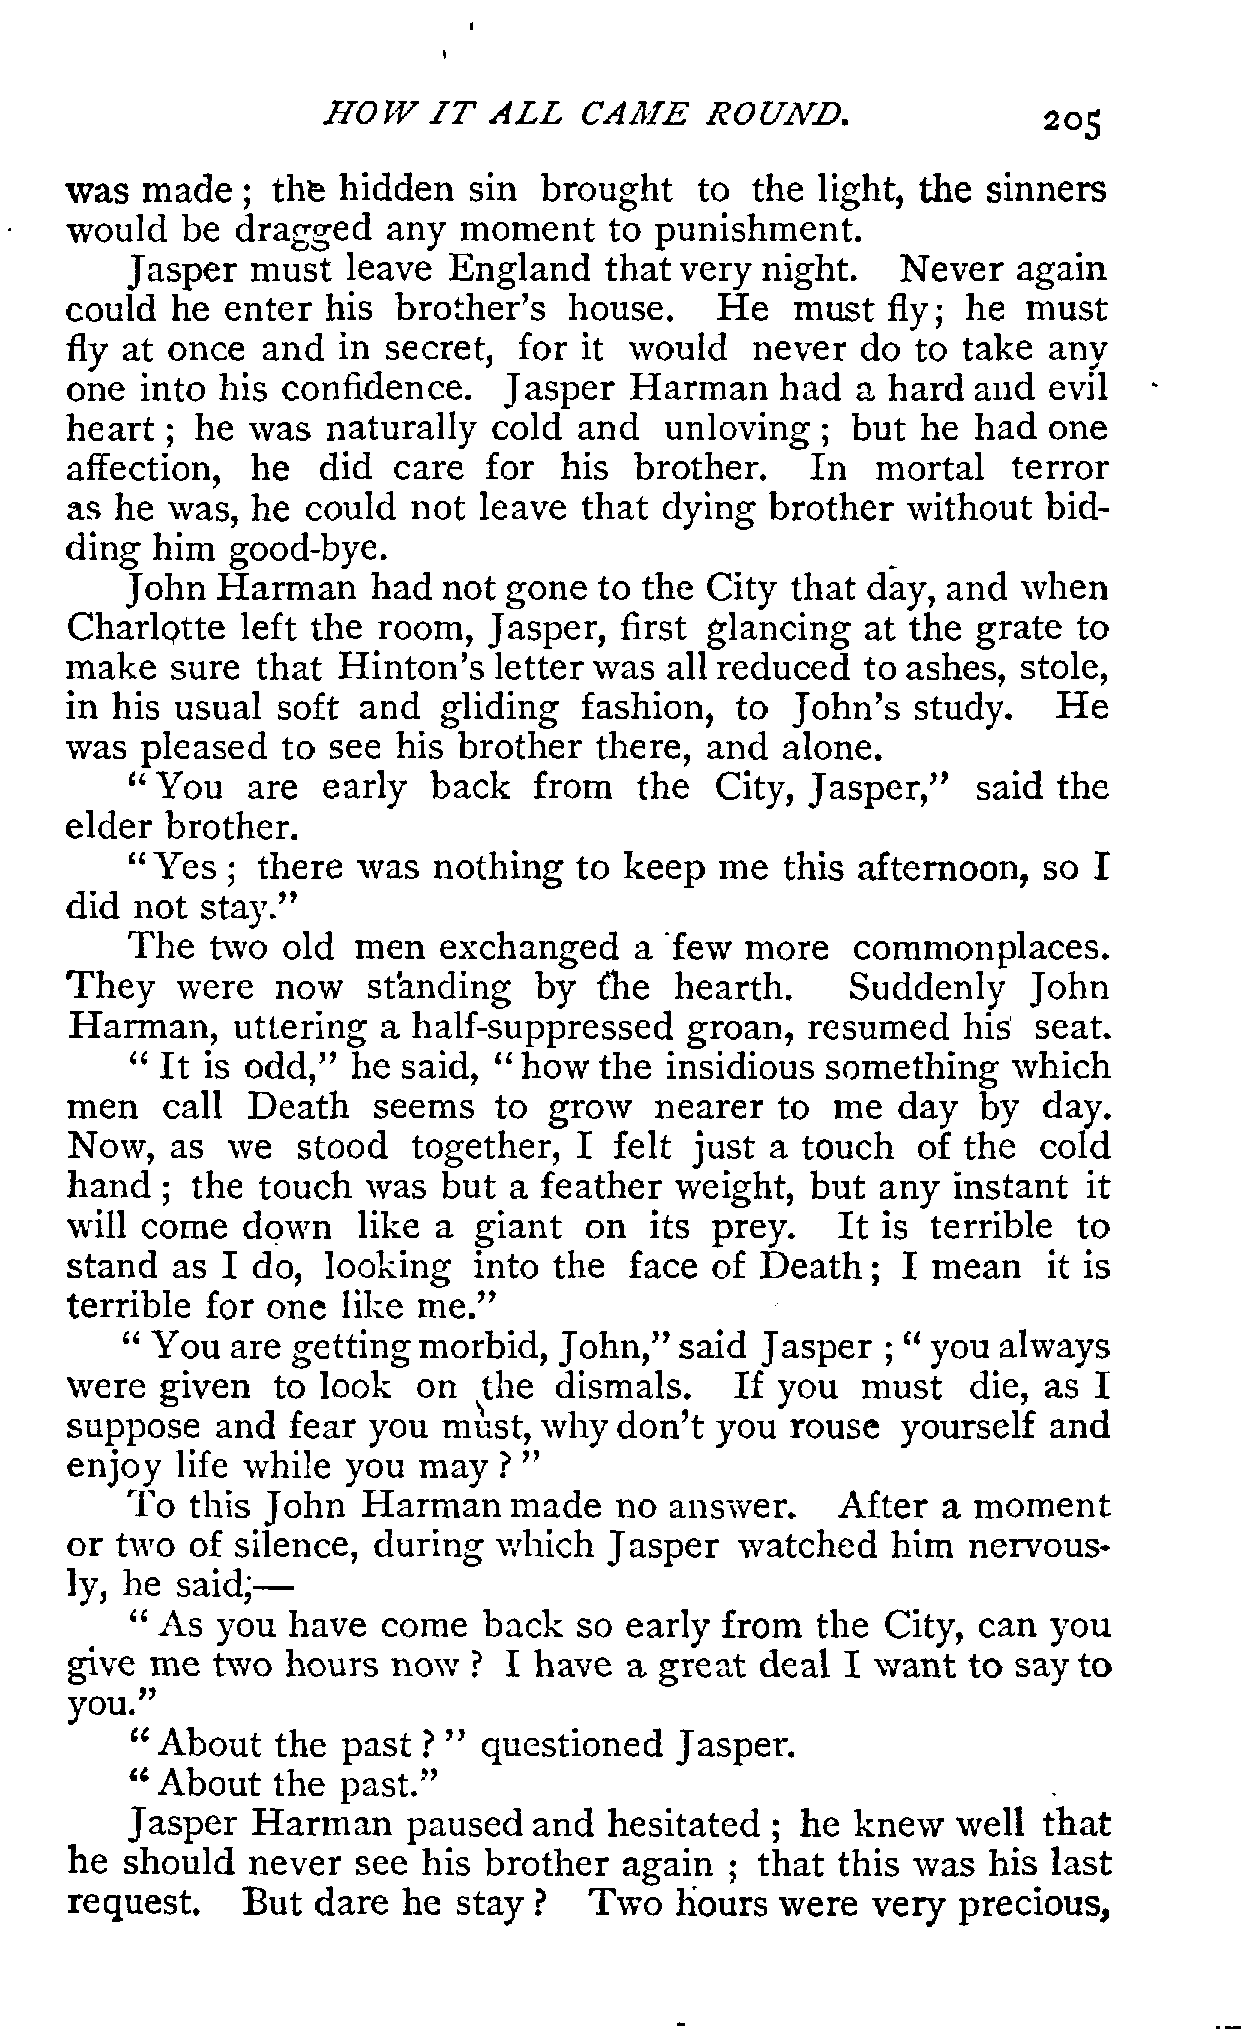 HOW IT ALL CAME ROUND. 205
was made; the hidden sin brought to the light, the sinners
would be dragged any moment to punishment.
Jasper must leave England that very night. Never again
could he enter his brother's house. He must fly; he must
fly at once and in secret, for it would never do to take any
one into his confidence. Jasper Harman had a hard and evil
heart; he was naturally cold and unloving; but he had one
affection, he did care for his brother. In mortal terror
as he was, he could not leave that dying brother without bid-
ding him good-bye.
John Harman had not gone to the City that day, and when
Charlotte left the room, Jasper, first glancing at the grate to
make sure that Hinton's letter was all reduced to ashes, stole,
in his usual soft and gliding fashion, to John's study. He
was pleased to see his brother there, and alone.
"You are early back from the City, Jasper," said the
elder brother.
"Yes; there was nothing to keep me this afternoon, so I
did not stay."
The two old men exchanged a few more commonplaces.
They were now standing by the hearth. Suddenly John
Harman, uttering a half-suppressed groan, resumed his seat.
"It is odd," he said, "how the insidious something which
men call Death seems to grow nearer to me day by day.
Now, as we stood together, I felt just a touch of the cold
hand; the touch was but a feather weight, but any instant it
will come down like a giant on its prey. It is terrible to
stand as I do, looking into the face of Death; I mean it is
terrible for one like me."
"You are getting morbid, John," said Jasper; "you always
were given to look on the dismals. If you must die, as I
suppose and fear you must, why don't you rouse yourself and
enjoy life while you may?"
To this John Harman made no answer. After a moment
or two of silence, during which Jasper watched him nervous-
ly, he said;—
"As you have come back so early from the City, can you
give me two hours now? I have a great deal I want to say to
you."
"About the past?" questioned Jasper.
"About the past."
Jasper Harman paused and hesitated; he knew well that
he should never see his brother again; that this was his last
request. But dare he stay? Two hours were very precious,